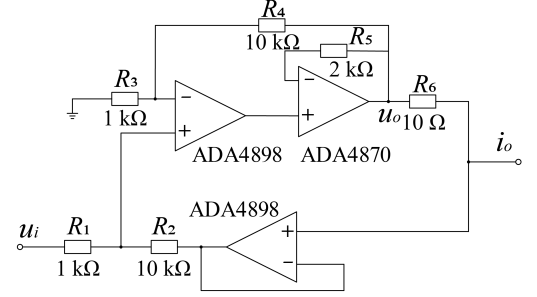 R4
10 kΩ
R5
2 kΩ
R3
1 kΩ
−
+
−
+
R6
uo 10 Ω
ADA4898
ADA4870
io
ADA4898
ui
R1
1 kΩ
R2
10 kΩ
+
−